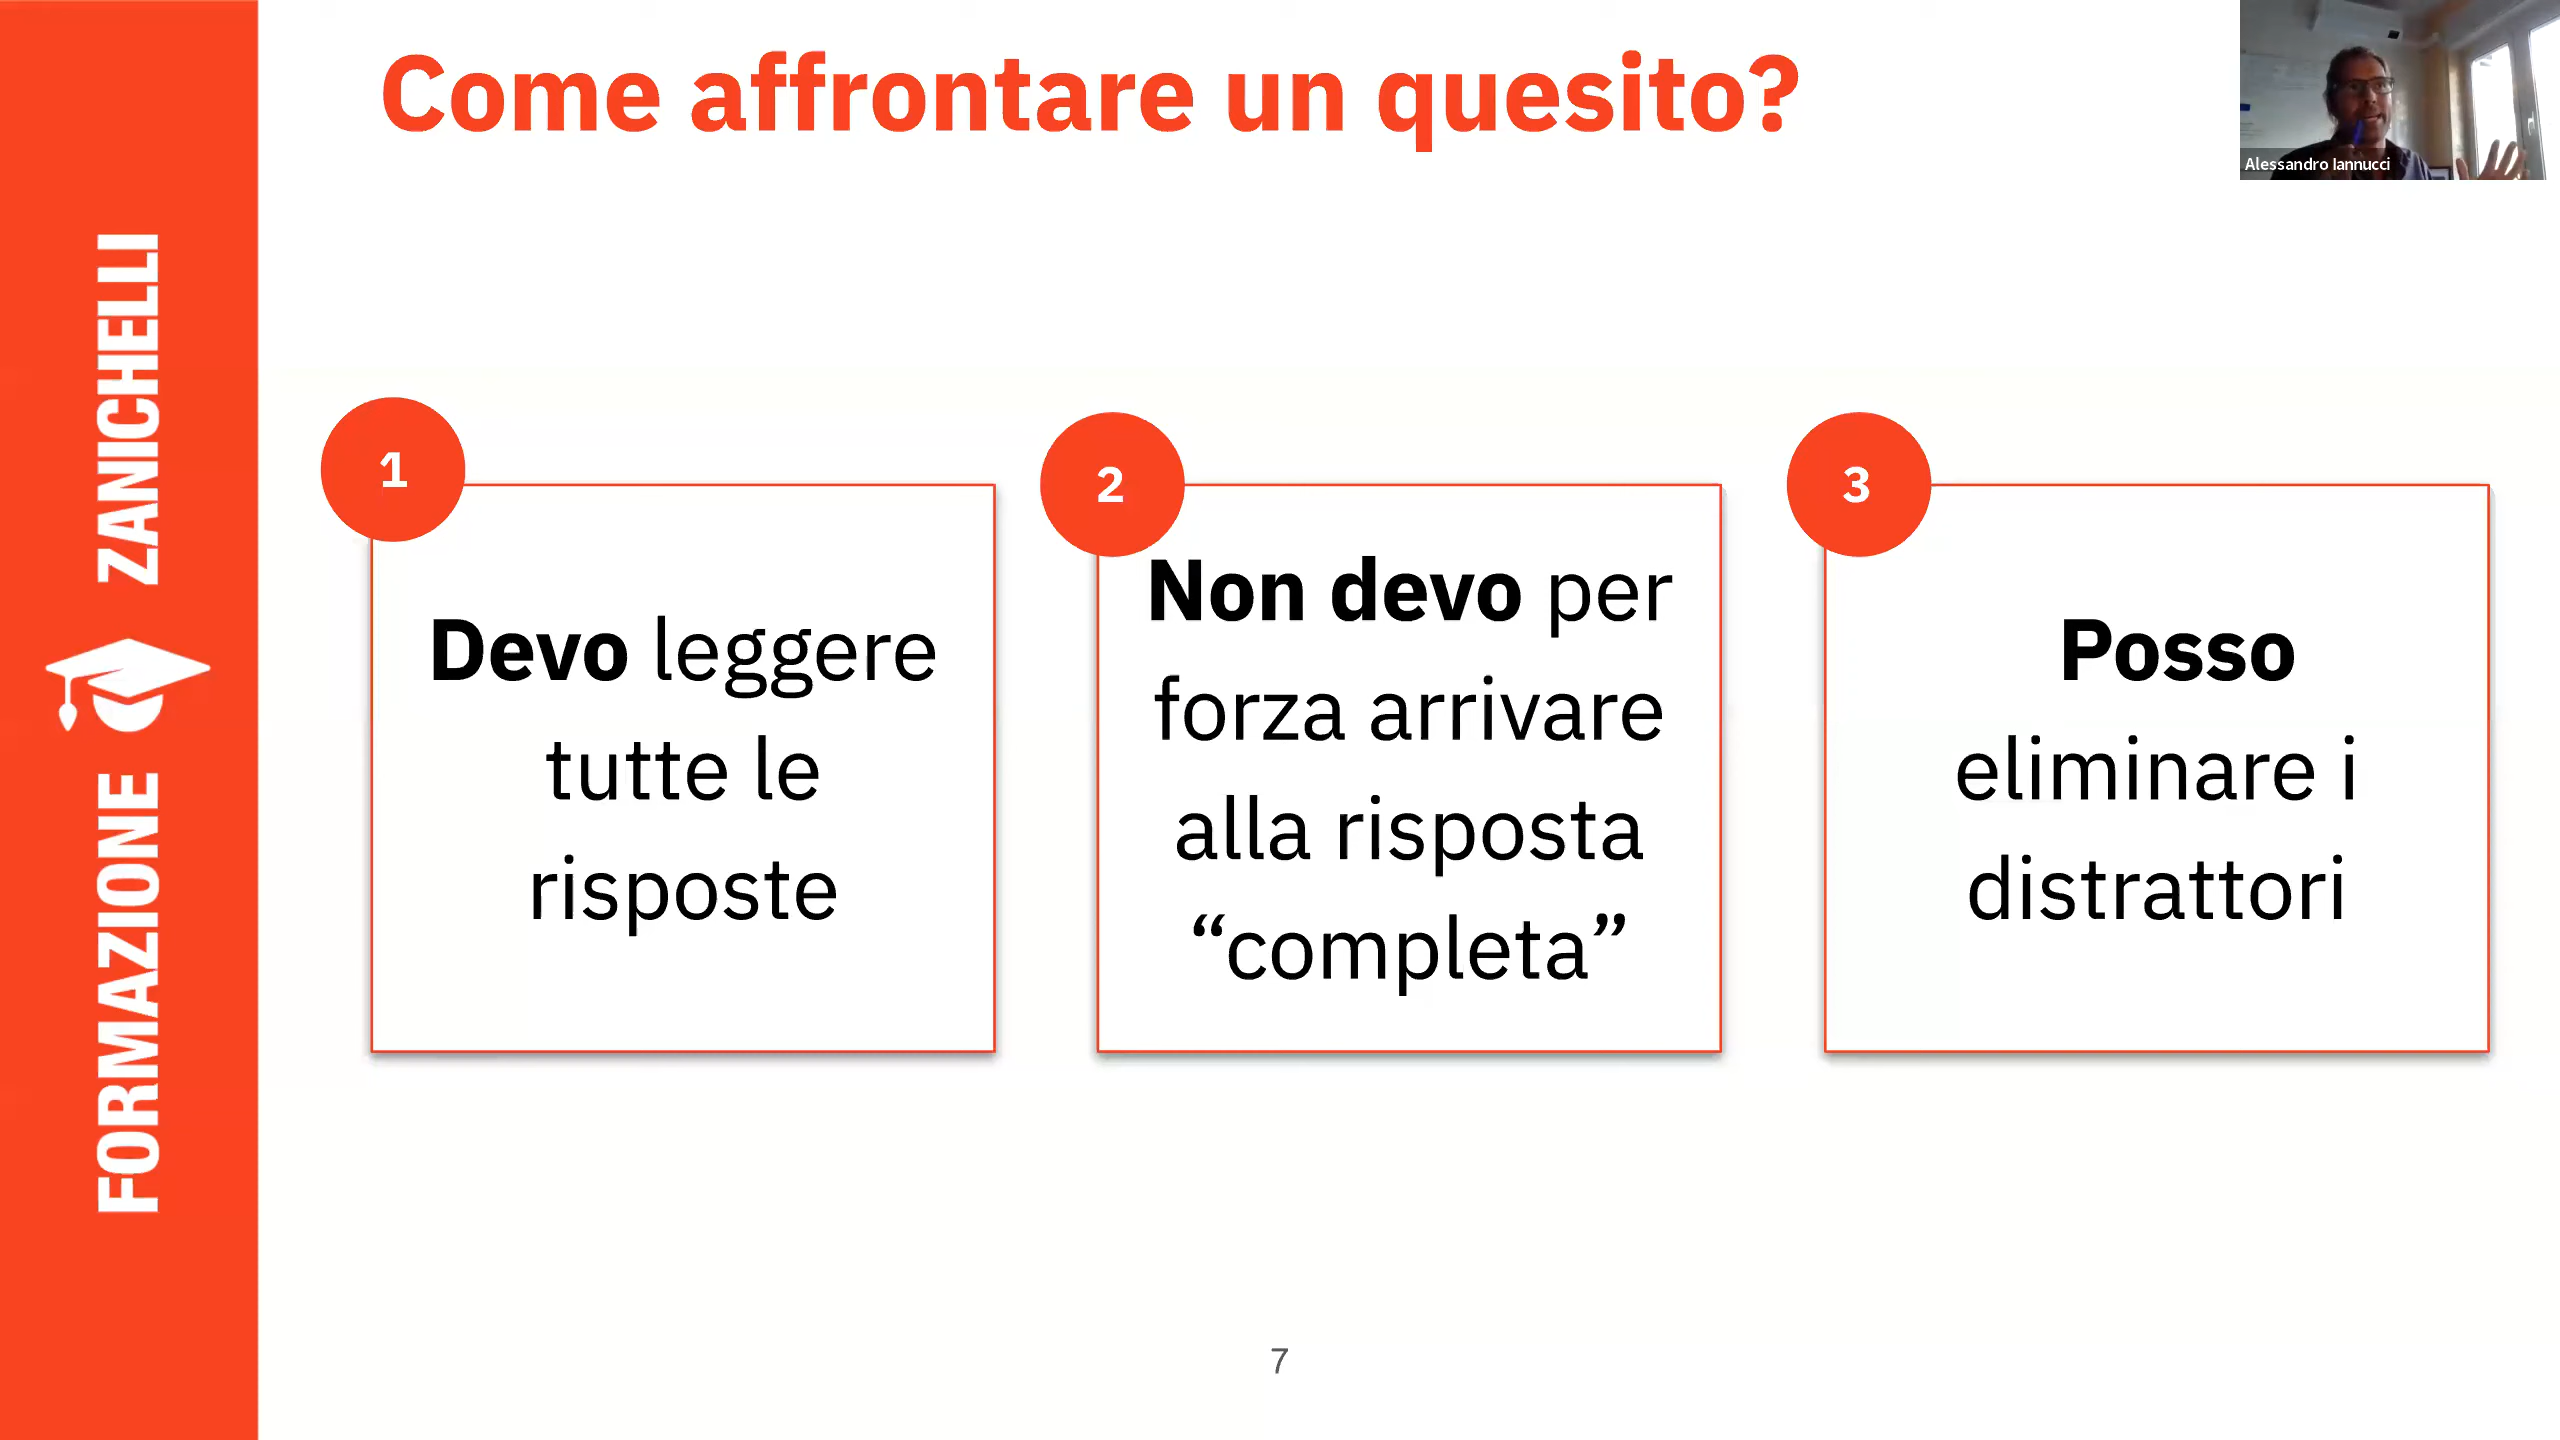 Come affrontare un quesito?
Alessandro Iannucci
FORMAZIONE ZANICHELLI
1
Devo leggere
tutte le
risposte
2
Non devo per
forza arrivare
alla risposta
“completa”
3
Posso
eliminare i
distrattori
7